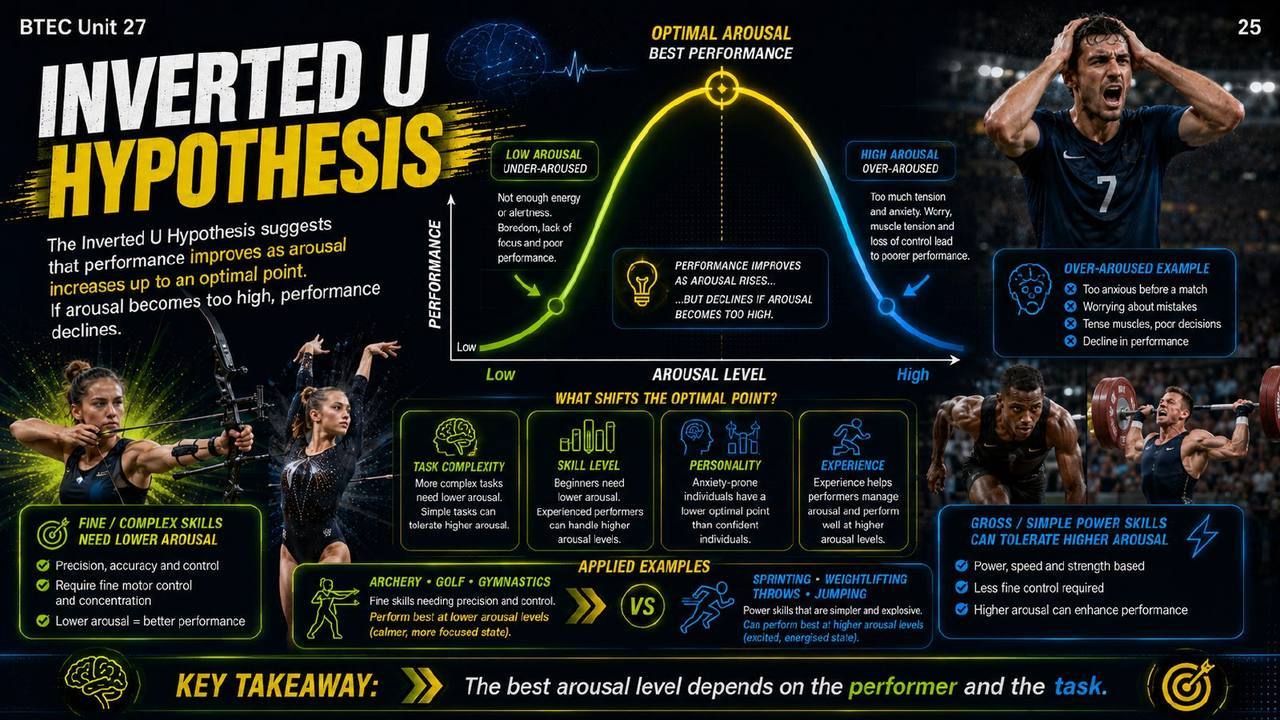 BTEC Unit 27
25
INVERTED U
HYPOTHESIS
The Inverted U Hypothesis suggests
that performance improves as arousal
increases up to an optimal point.
If arousal becomes too high, performance
declines.
OPTIMAL AROUSAL
BEST PERFORMANCE
LOW AROUSAL
UNDER-AROUSED
Not enough energy
or alertness.
Boredom, lack of
focus and poor
performance.
HIGH AROUSAL
OVER-AROUSED
Too much tension
and anxiety. Worry,
muscle tension and
loss of control lead
to poorer performance.
PERFORMANCE IMPROVES
AS AROUSAL RISES...
...BUT DECLINES IF AROUSAL
BECOMES TOO HIGH.
PERFORMANCE
Low
Low
AROUSAL LEVEL
High
7
OVER-AROUSED EXAMPLE
Too anxious before a match
Worrying about mistakes
Tense muscles, poor decisions
Decline in performance
WHAT SHIFTS THE OPTIMAL POINT?
TASK COMPLEXITY
More complex tasks
need lower arousal.
Simple tasks can
tolerate higher arousal.
SKILL LEVEL
Beginners need
lower arousal.
Experienced performers
can handle higher
arousal levels.
PERSONALITY
Anxiety-prone
individuals have a
lower optimal point
than confident
individuals.
EXPERIENCE
Experience helps
performers manage
arousal and perform
well at higher
arousal levels.
FINE / COMPLEX SKILLS
NEED LOWER AROUSAL
Precision, accuracy and control
Require fine motor control
and concentration
Lower arousal = better performance
APPLIED EXAMPLES
ARCHERY • GOLF • GYMNASTICS
Fine skills needing precision and control.
Perform best at lower arousal levels
(calmer, more focused state).
VS
SPRINTING • WEIGHTLIFTING
THROWS • JUMPING
Power skills that are simpler and explosive.
Can perform best at higher arousal levels
(excited, energised state).
GROSS / SIMPLE POWER SKILLS
CAN TOLERATE HIGHER AROUSAL
Power, speed and strength based
Less fine control required
Higher arousal can enhance performance
KEY TAKEAWAY:
The best arousal level depends on the performer and the task.